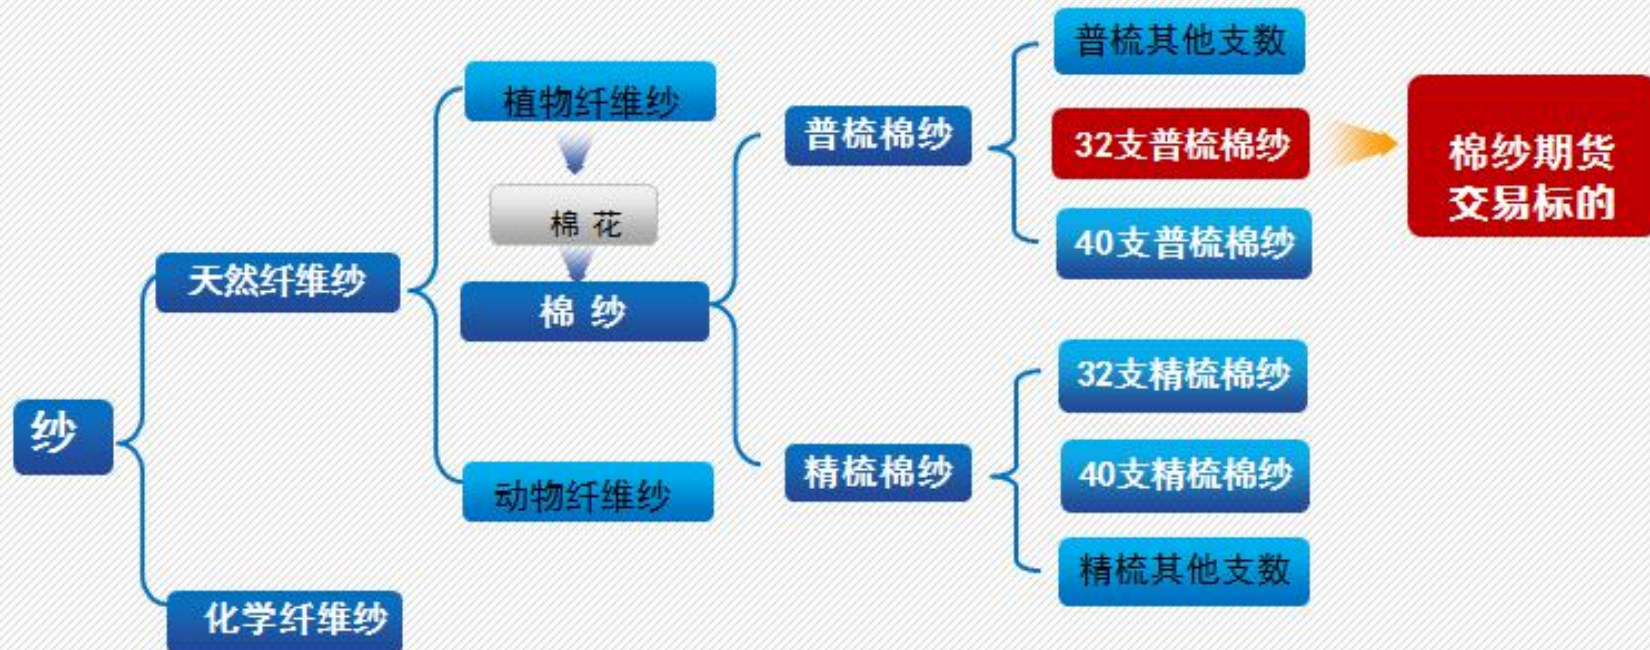 纱
天然纤维纱
化学纤维纱
植物纤维纱
棉 花
棉 纱
动物纤维纱
普梳棉纱
精梳棉纱
普梳其他支数
32支普梳棉纱
40支普梳棉纱
32支精梳棉纱
40支精梳棉纱
精梳其他支数
棉纱期货
交易标的